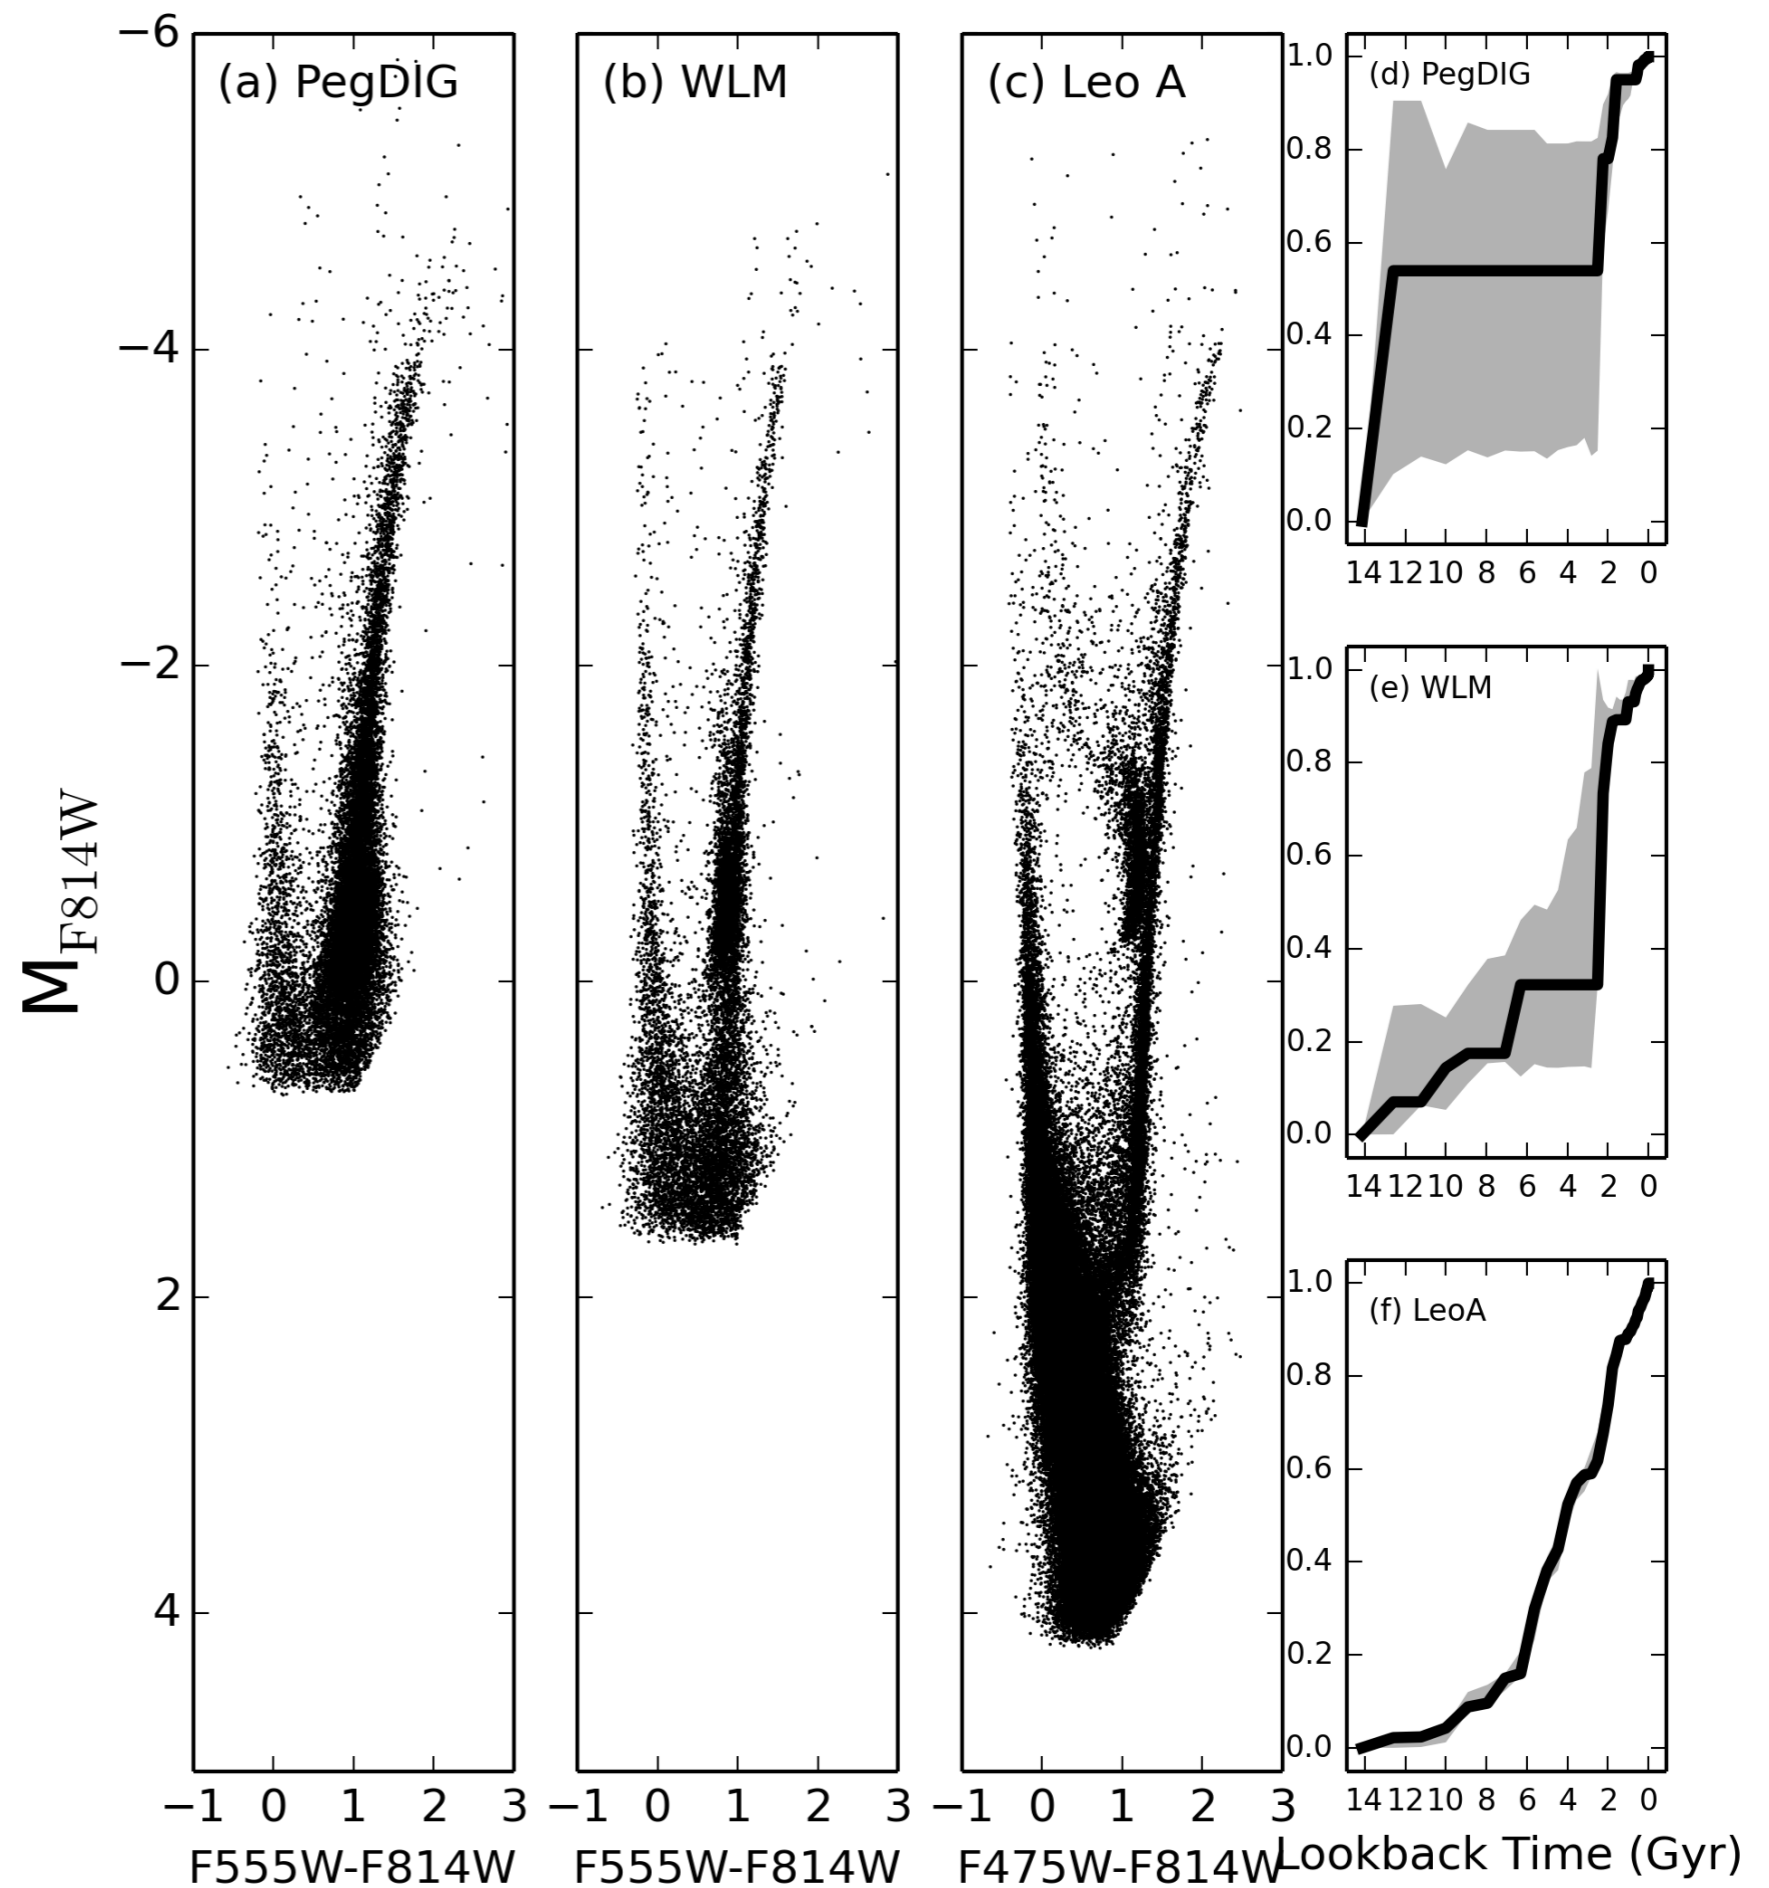 −6
−4
−2
0
2
4
M_F814W
(a) PegDIG
−1 0 1 2 3
F555W-F814W
(b) WLM
−1 0 1 2 3
F555W-F814W
(c) Leo A
−1 0 1 2 3
F475W-F814W
(d) PegDIG
1.0
0.8
0.6
0.4
0.2
0.0
14 12 10 8 6 4 2 0
(e) WLM
1.0
0.8
0.6
0.4
0.2
0.0
14 12 10 8 6 4 2 0
(f) LeoA
1.0
0.8
0.6
0.4
0.2
0.0
14 12 10 8 6 4 2 0
Lookback Time (Gyr)